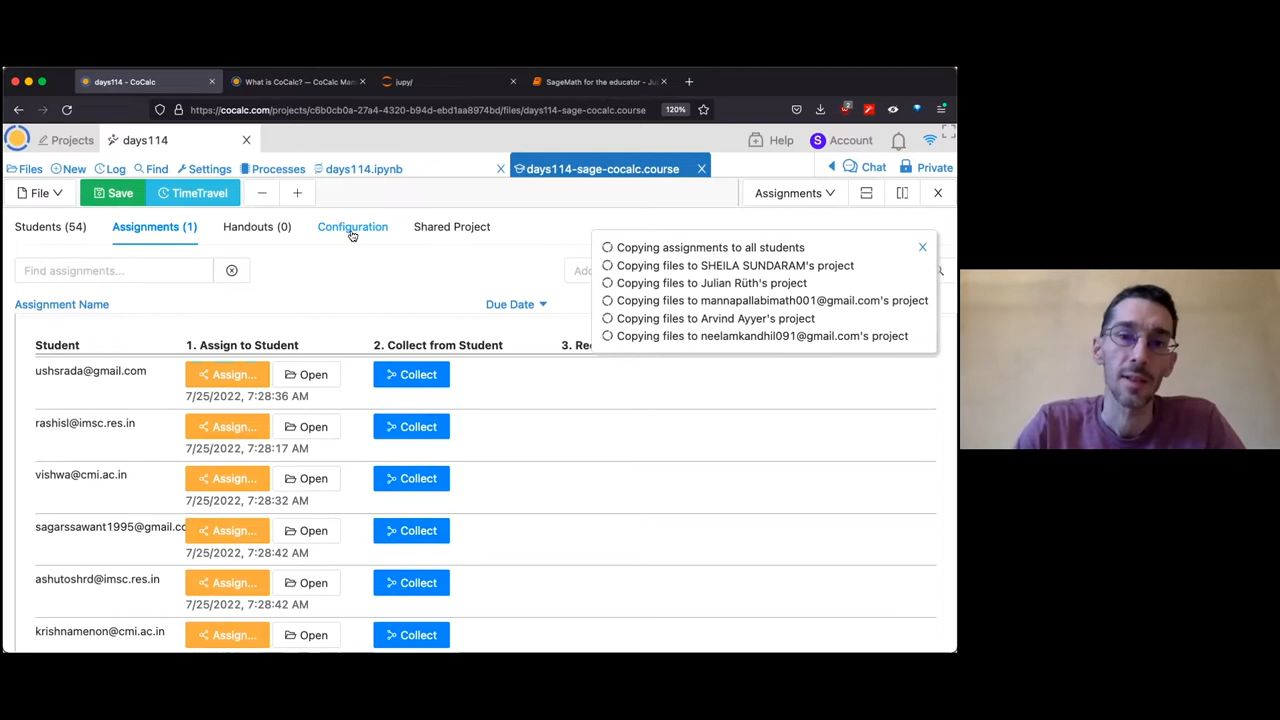 days114 - CoCalc
What is CoCalc? — CoCalc Man
jupy/
SageMath for the educator - Ju
https://cocalc.com/projects/c6b0cb0a-27a4-4320-b94d-ebd1aa8974bd/files/days114-sage-cocalc.course
120%
2
Projects
days114
Help
S Account
Files New Log Find Settings Processes days114.ipynb days114-sage-cocalc.course Chat Private
File Save TimeTravel Assignments
Students (54) Assignments (1) Handouts (0) Configuration Shared Project
Find assignments...
Add
Copying assignments to all students
Copying files to SHEILA SUNDARAM's project
Copying files to Julian Rüth's project
Copying files to mannapallabimath001@gmail.com's project
Copying files to Arvind Ayyer's project
Copying files to neelamkandhil091@gmail.com's project
Assignment Name Due Date
Student 1. Assign to Student 2. Collect from Student 3. Re
ushsrada@gmail.com Assign... Open Collect
7/25/2022, 7:28:36 AM
rashisl@imsc.res.in Assign... Open Collect
7/25/2022, 7:28:17 AM
vishwa@cmi.ac.in Assign... Open Collect
7/25/2022, 7:28:32 AM
sagarssawant1995@gmail.co Assign... Open Collect
7/25/2022, 7:28:42 AM
ashutoshrd@imsc.res.in Assign... Open Collect
7/25/2022, 7:28:42 AM
krishnamenon@cmi.ac.in Assign... Open Collect